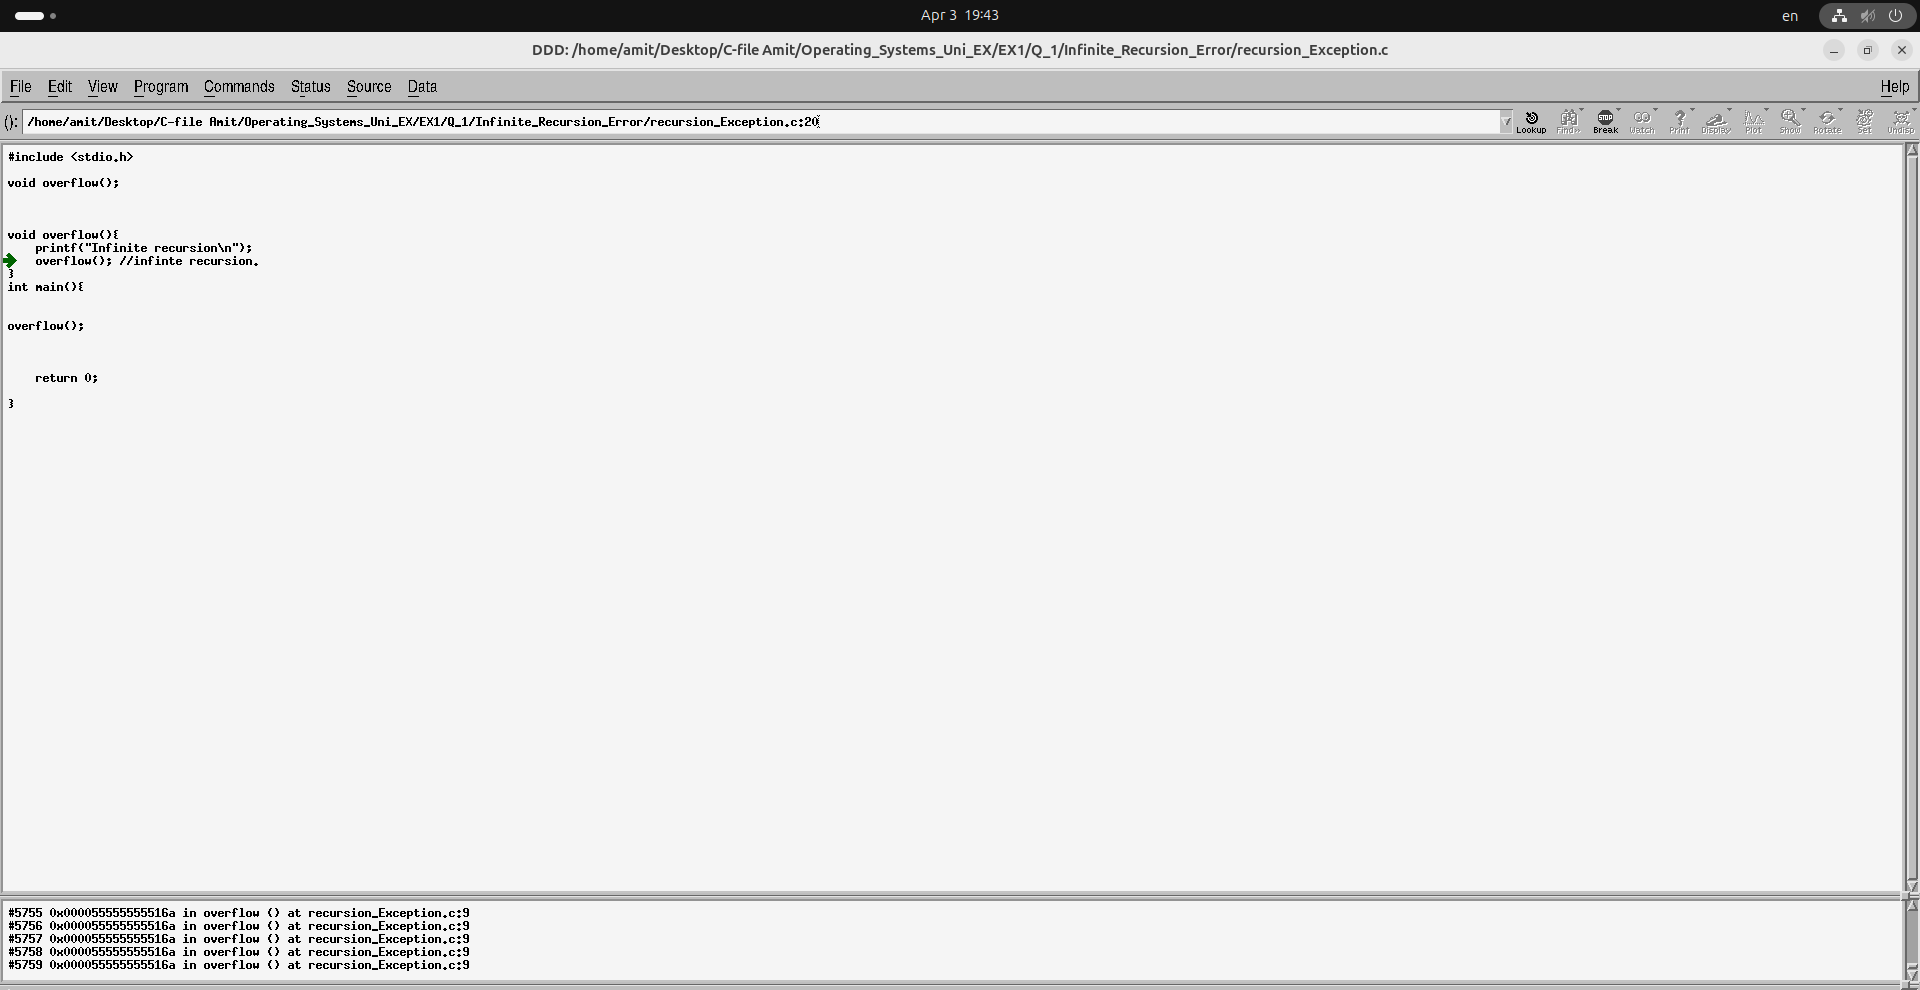 Apr 3 19:43
en
DDD: /home/amit/Desktop/C-file Amit/Operating_Systems_Uni_EX/EX1/Q_1/Infinite_Recursion_Error/recursion_Exception.c
File Edit View Program Commands Status Source Data Help
(): /home/amit/Desktop/C-file Amit/Operating_Systems_Uni_EX/EX1/Q_1/Infinite_Recursion_Error/recursion_Exception.c:20
Lookup Find>> Break Watch Print Display Plot Show Rotate Set Undisp
#include <stdio.h>
void overflow();
void overflow(){
printf("Infinite recursion\n");
overflow(); //infinte recursion.
}
int main(){
overflow();
return 0;
}
#5755 0x000055555555516a in overflow () at recursion_Exception.c:9
#5756 0x000055555555516a in overflow () at recursion_Exception.c:9
#5757 0x000055555555516a in overflow () at recursion_Exception.c:9
#5758 0x000055555555516a in overflow () at recursion_Exception.c:9
#5759 0x000055555555516a in overflow () at recursion_Exception.c:9